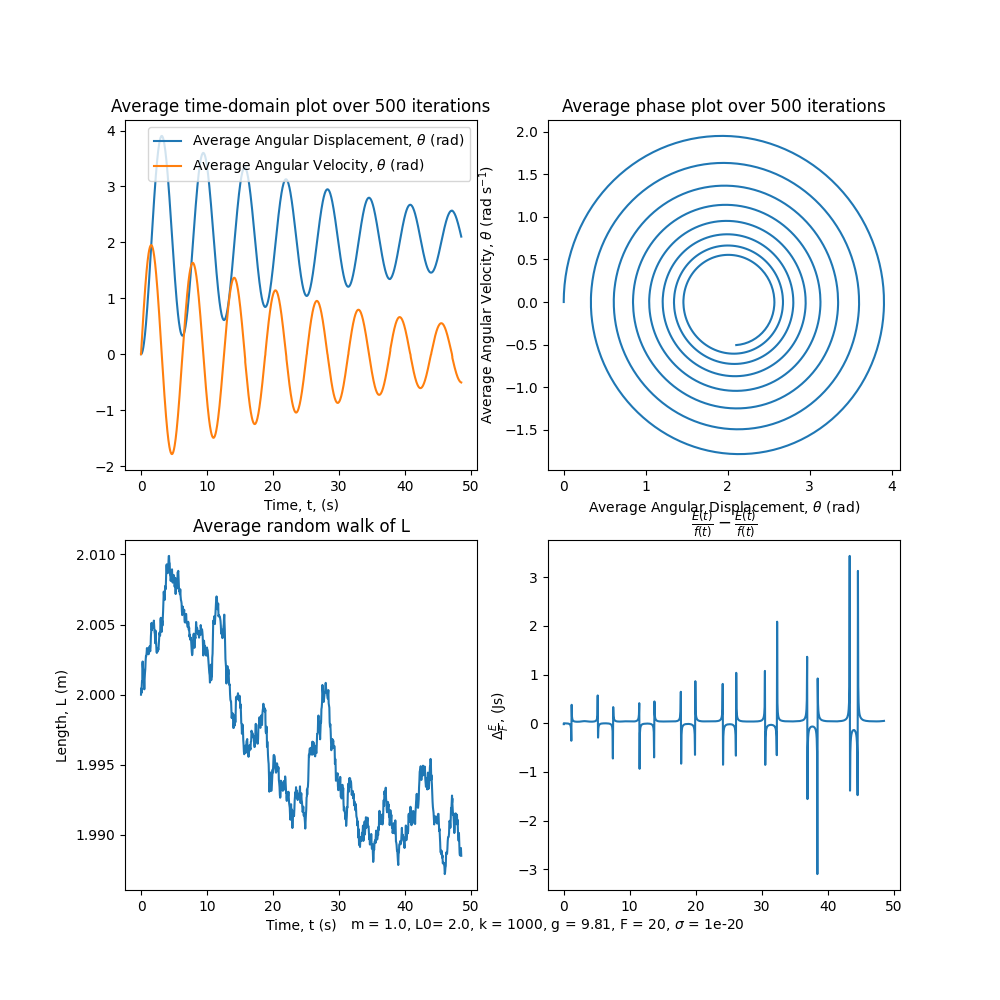 Average time-domain plot over 500 iterations
Average Angular Displacement, θ (rad)
Average Angular Velocity, θ (rad)
4
3
2
1
0
−1
−2
0 10 20 30 40 50
Time, t, (s)
Average phase plot over 500 iterations
Average Angular Velocity, θ (rad s⁻¹)
2.0
1.5
1.0
0.5
0.0
−0.5
−1.0
−1.5
0 1 2 3 4
Average Angular Displacement, θ (rad)
Average random walk of L
Length, L (m)
2.010
2.005
2.000
1.995
1.990
0 10 20 30 40 50
Time, t (s)
E(t)/f(t) − E(t)/f(t)
Δ E/F, (Js)
3
2
1
0
−1
−2
−3
0 10 20 30 40 50
m = 1.0, L0= 2.0, k = 1000, g = 9.81, F = 20, σ = 1e-20